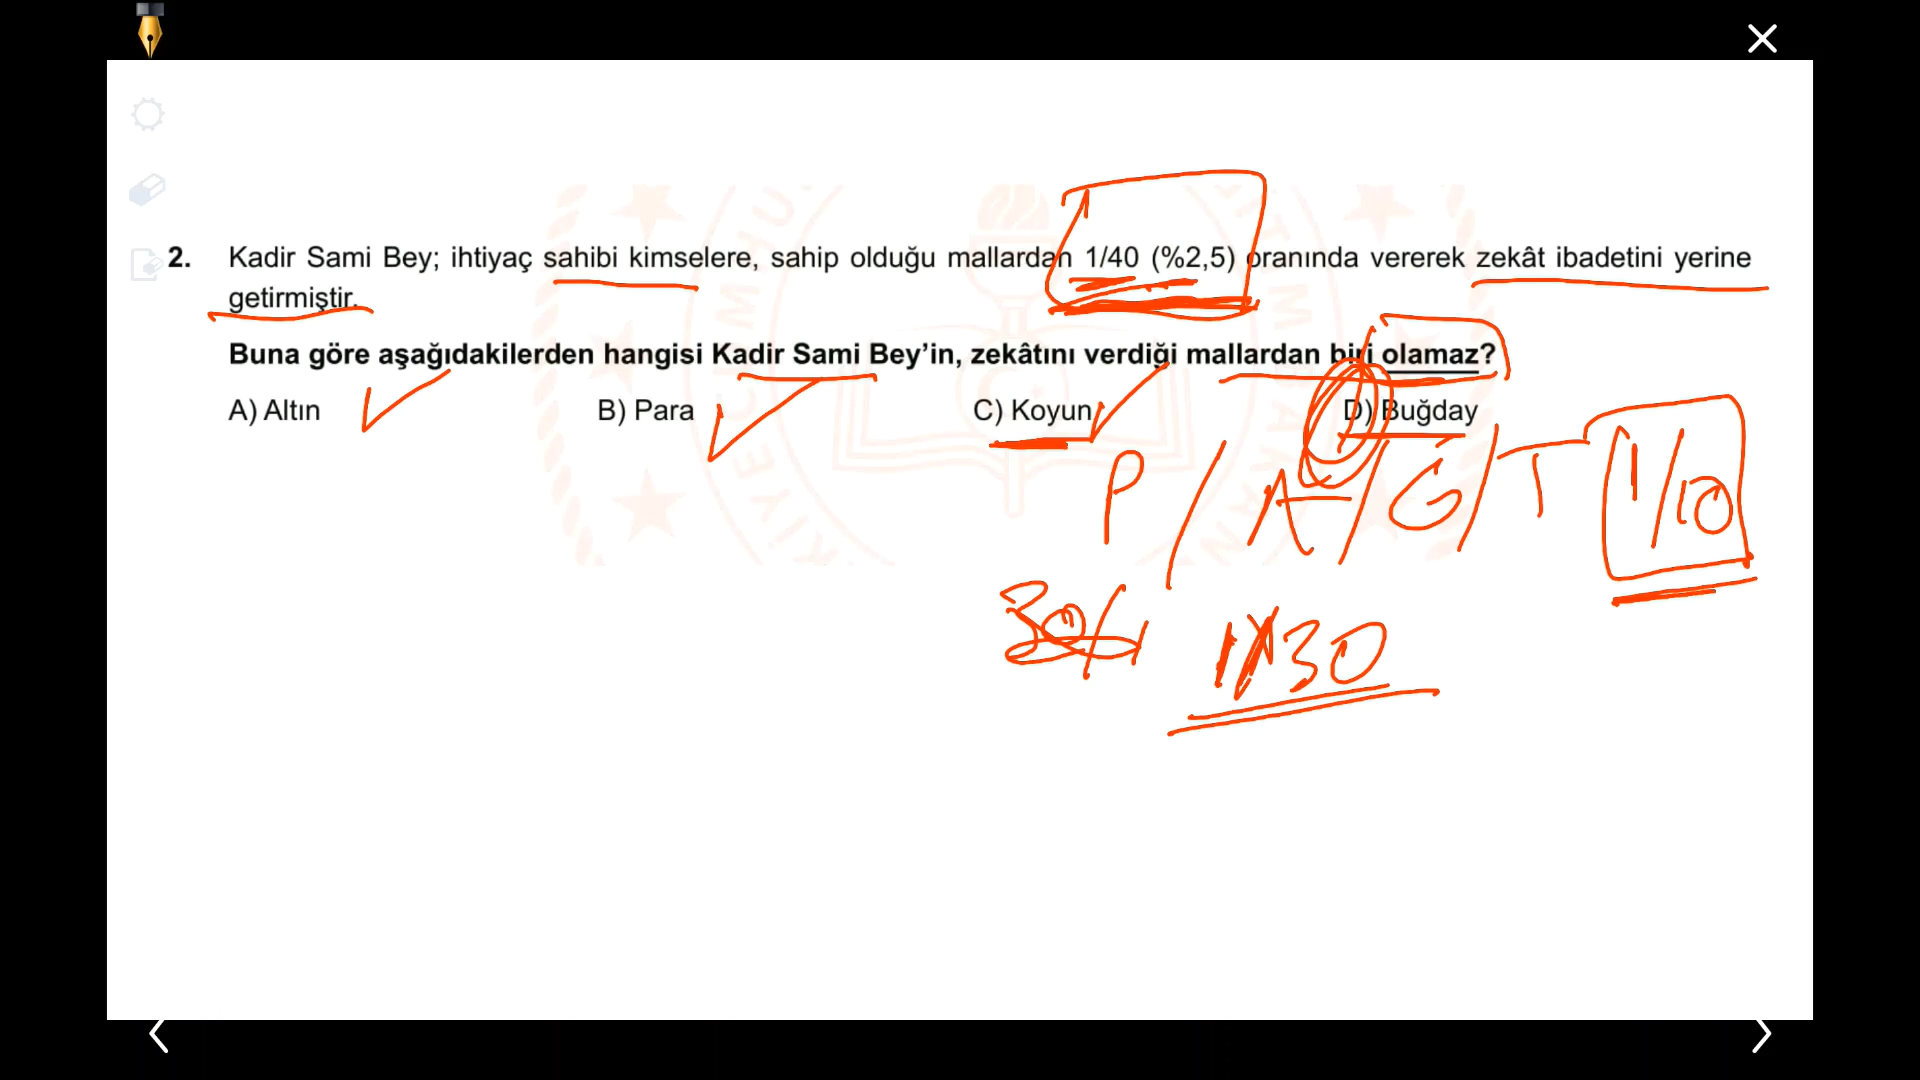 2. Kadir Sami Bey; ihtiyaç sahibi kimselere, sahip olduğu mallardan 1/40 (%2,5) oranında vererek zekât ibadetini yerine
getirmiştir.
Buna göre aşağıdakilerden hangisi Kadir Sami Bey’in, zekâtını verdiği mallardan biri olamaz?
A) Altın B) Para C) Koyun D) Buğday
P / A / G / T 1/10
30/1 1/30